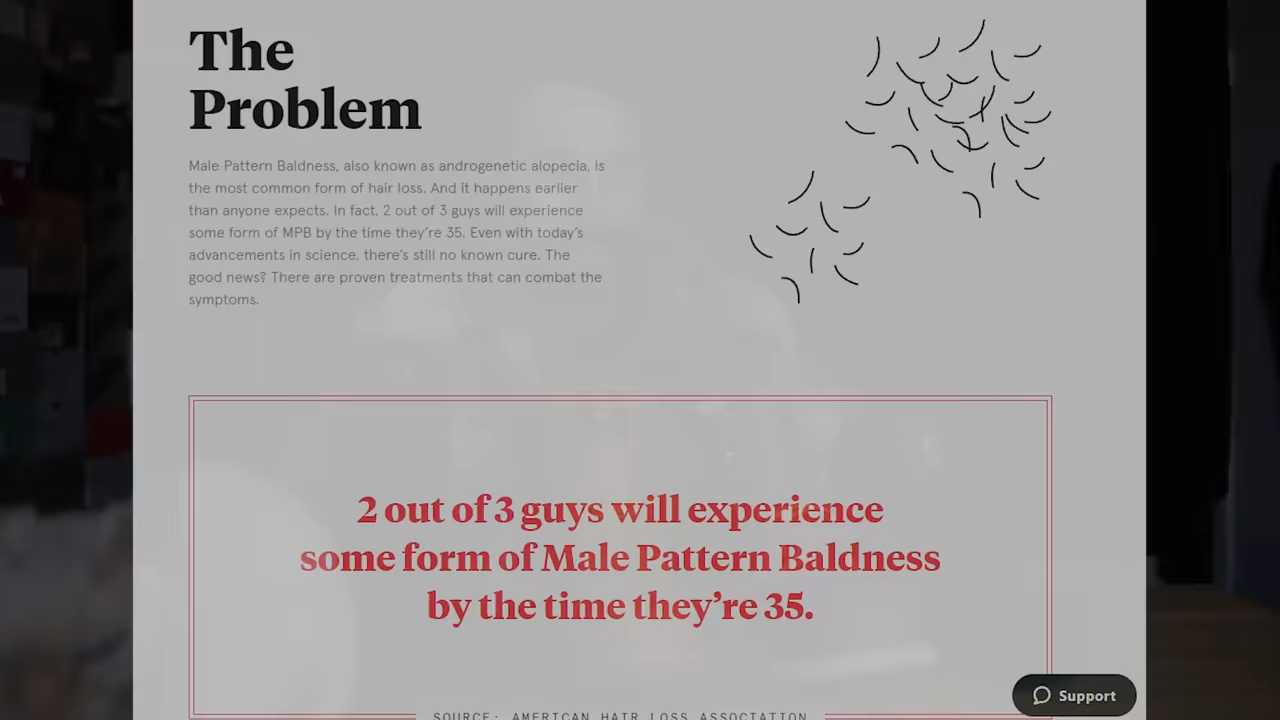 The
Problem
Male Pattern Baldness, also known as androgenetic alopecia, is
the most common form of hair loss. And it happens earlier
than anyone expects. In fact, 2 out of 3 guys will experience
some form of MPB by the time they’re 35. Even with today’s
advancements in science, there’s still no known cure. The
good news? There are proven treatments that can combat the
symptoms.
2 out of 3 guys will experience
some form of Male Pattern Baldness
by the time they’re 35.
SOURCE: AMERICAN HAIR LOSS ASSOCIATION
Support